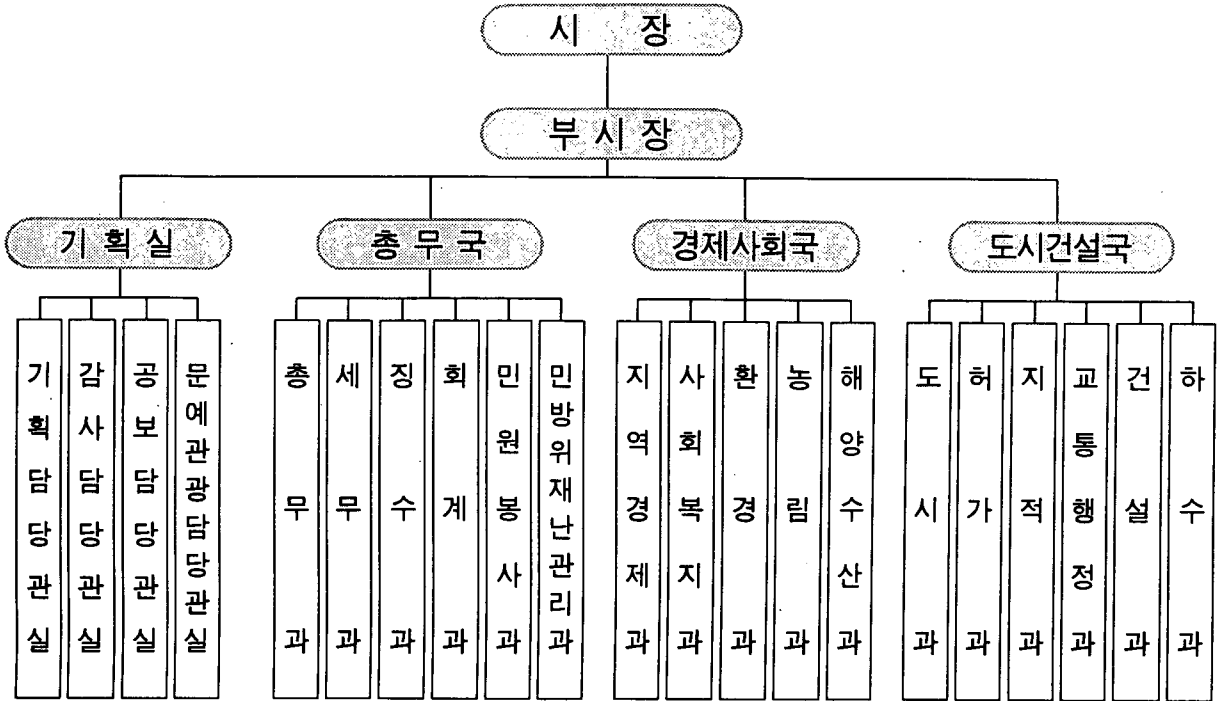 시 장
부 시 장
기 획 실
총 무 국
경제사회국
도시건설국
기획담당관실
감사담당관실
공보담당관실
문예관광담당관실
총무과
세무과
징수과
회계과
민원봉사과
민방위재난관리과
지역경제과
사회복지과
환경과
농림과
해양수산과
도시과
허가과
지적과
교통행정과
건설과
하수과